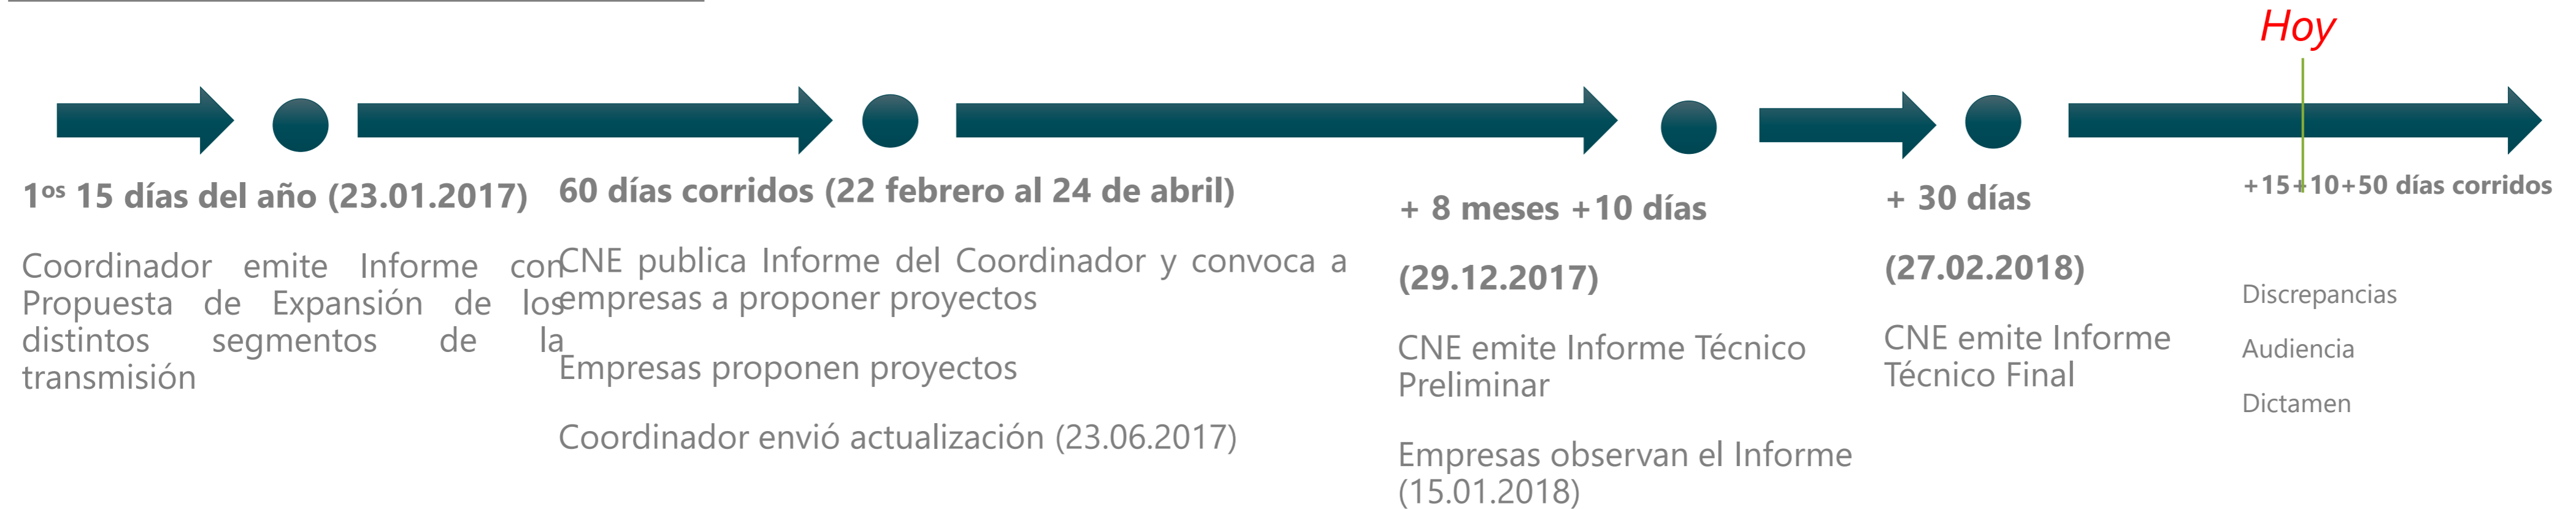 Hoy
1os 15 días del año (23.01.2017)
Coordinador emite Informe con
Propuesta de Expansión de los
distintos segmentos de la
transmisión
60 días corridos (22 febrero al 24 de abril)
CNE publica Informe del Coordinador y convoca a
empresas a proponer proyectos
Empresas proponen proyectos
Coordinador envió actualización (23.06.2017)
+ 8 meses +10 días
(29.12.2017)
CNE emite Informe Técnico
Preliminar
Empresas observan el Informe
(15.01.2018)
+ 30 días
(27.02.2018)
CNE emite Informe
Técnico Final
+15+10+50 días corridos
Discrepancias
Audiencia
Dictamen